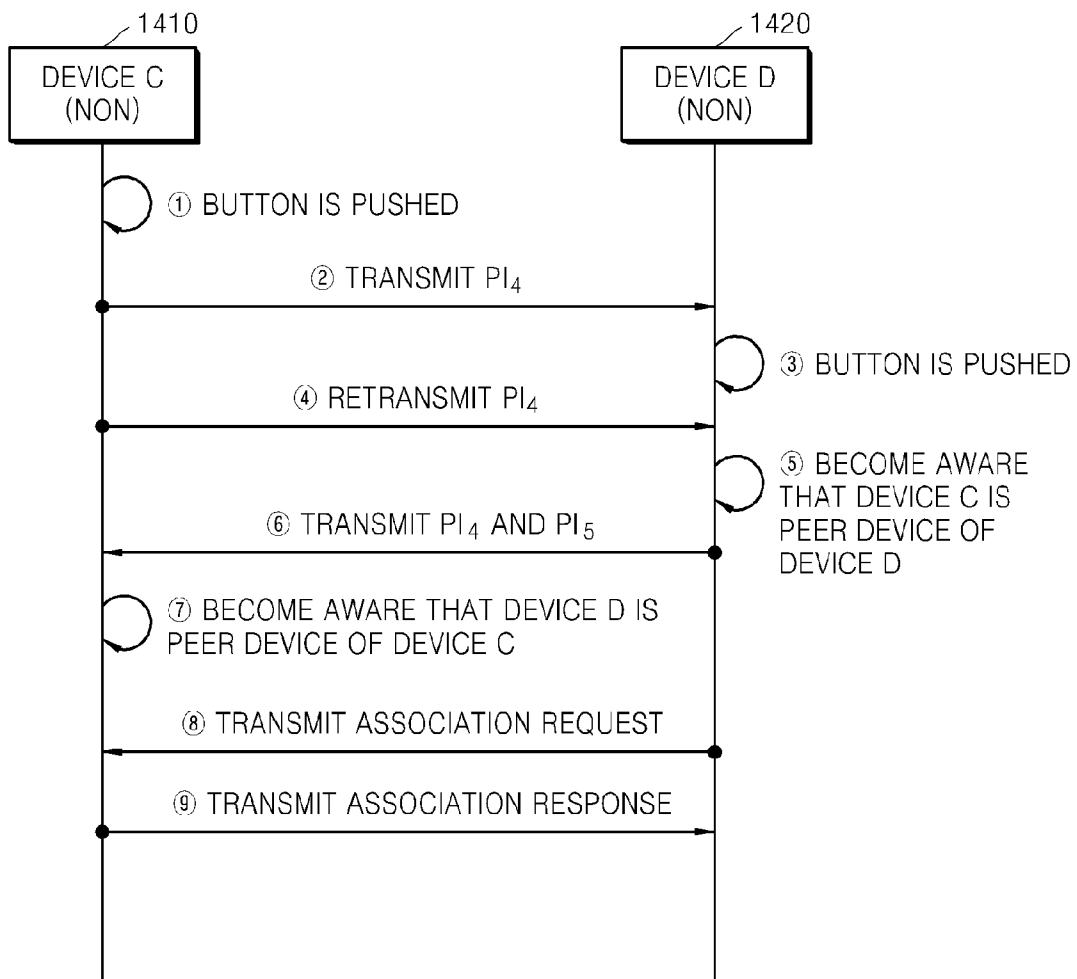 1410
1420
DEVICE C
(NON)
DEVICE D
(NON)
① BUTTON IS PUSHED
② TRANSMIT PI₄
③ BUTTON IS PUSHED
④ RETRANSMIT PI₄
⑤ BECOME AWARE
THAT DEVICE C IS
PEER DEVICE OF
DEVICE D
⑥ TRANSMIT PI₄ AND PI₅
⑦ BECOME AWARE THAT DEVICE D IS
PEER DEVICE OF DEVICE C
⑧ TRANSMIT ASSOCIATION REQUEST
⑨ TRANSMIT ASSOCIATION RESPONSE